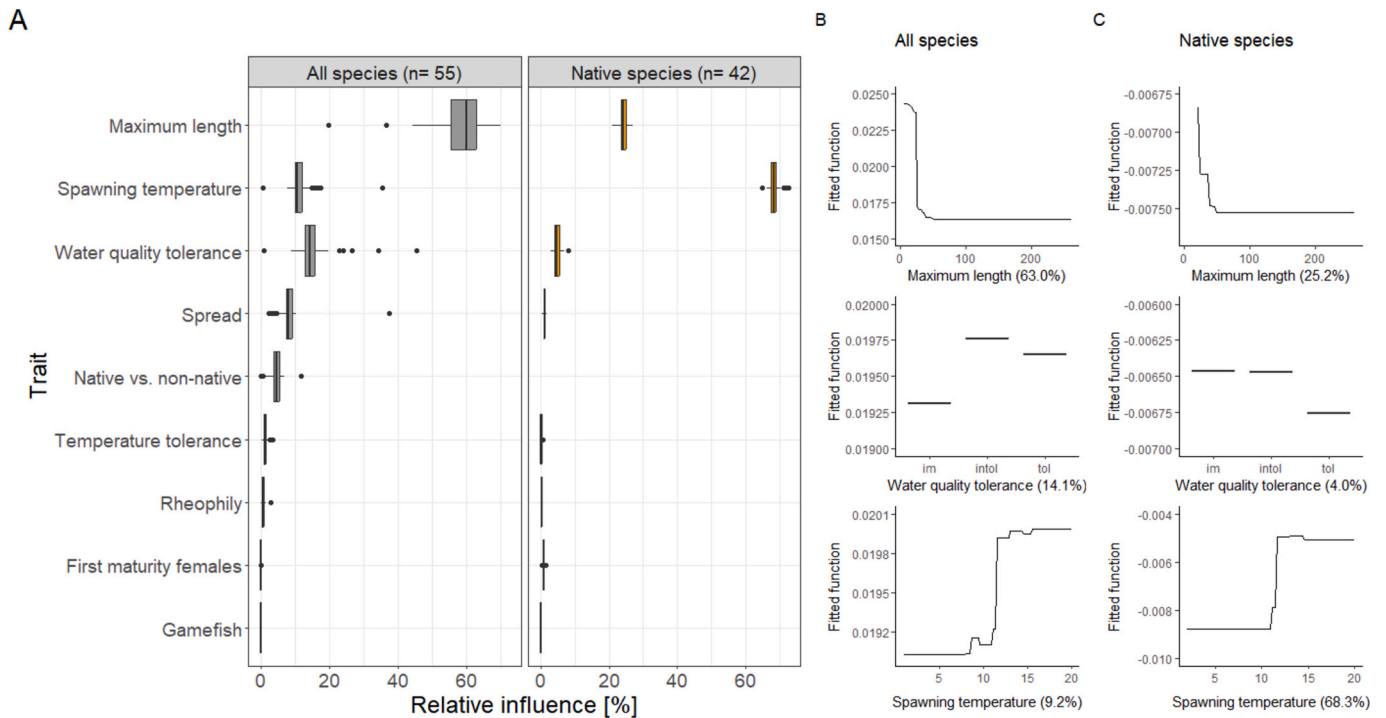 A
All species (n= 55)
Native species (n= 42)
Trait
Maximum length
Spawning temperature
Water quality tolerance
Spread
Native vs. non-native
Temperature tolerance
Rheophily
First maturity females
Gamefish
0 20 40 60
0 20 40 60
Relative influence [%]
B
All species
Fitted function
0.0250
0.0225
0.0200
0.0175
0.0150
100 200
Maximum length (63.0%)
Fitted function
0.02000
0.01975
0.01950
0.01925
0.01900
im intol tol
Water quality tolerance (14.1%)
Fitted function
0.0201
0.0198
0.0195
0.0192
5 10 15 20
Spawning temperature (9.2%)
C
Native species
Fitted function
-0.00675
-0.00700
-0.00725
-0.00750
100 200
Maximum length (25.2%)
Fitted function
-0.00600
-0.00625
-0.00650
-0.00675
-0.00700
im intol tol
Water quality tolerance (4.0%)
Fitted function
-0.004
-0.006
-0.008
-0.010
5 10 15 20
Spawning temperature (68.3%)